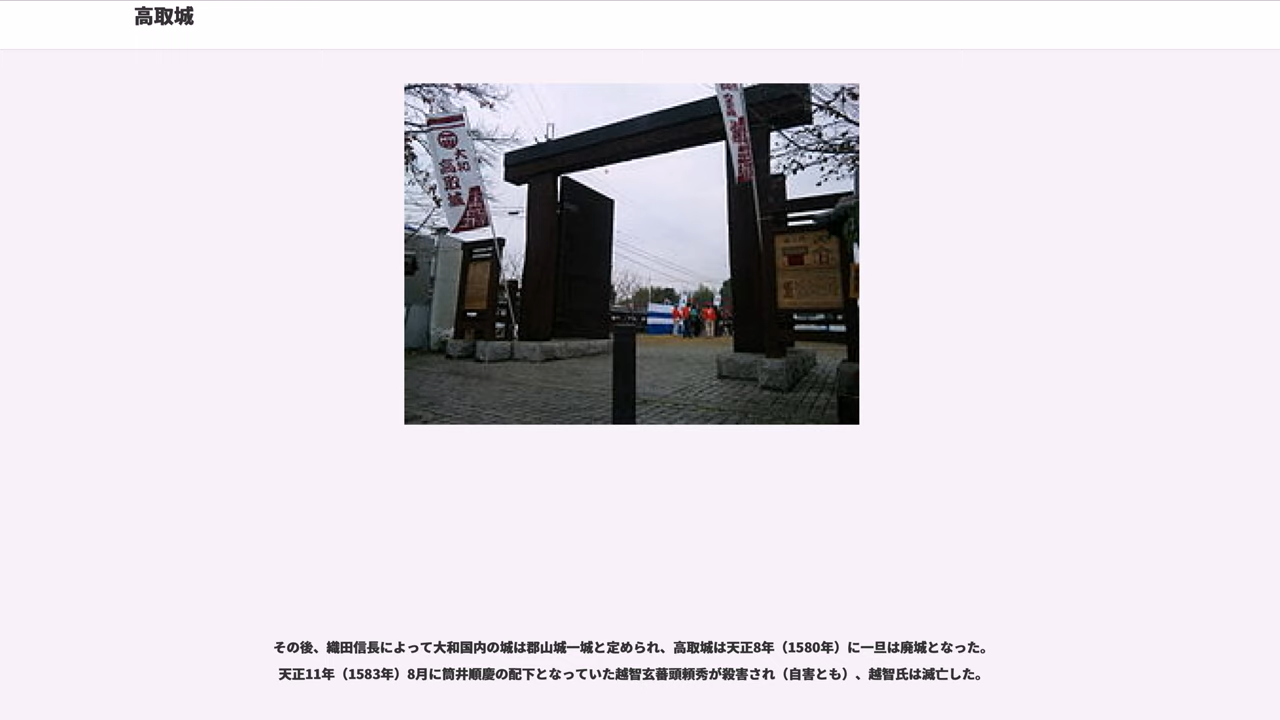 高取城
大和
高取城
その後、織田信長によって大和国内の城は郡山城一城と定められ、高取城は天正8年（1580年）に一旦は廃城となった。
天正11年（1583年）8月に筒井順慶の配下となっていた越智玄蕃頭頼秀が殺害され（自害とも）、越智氏は滅亡した。